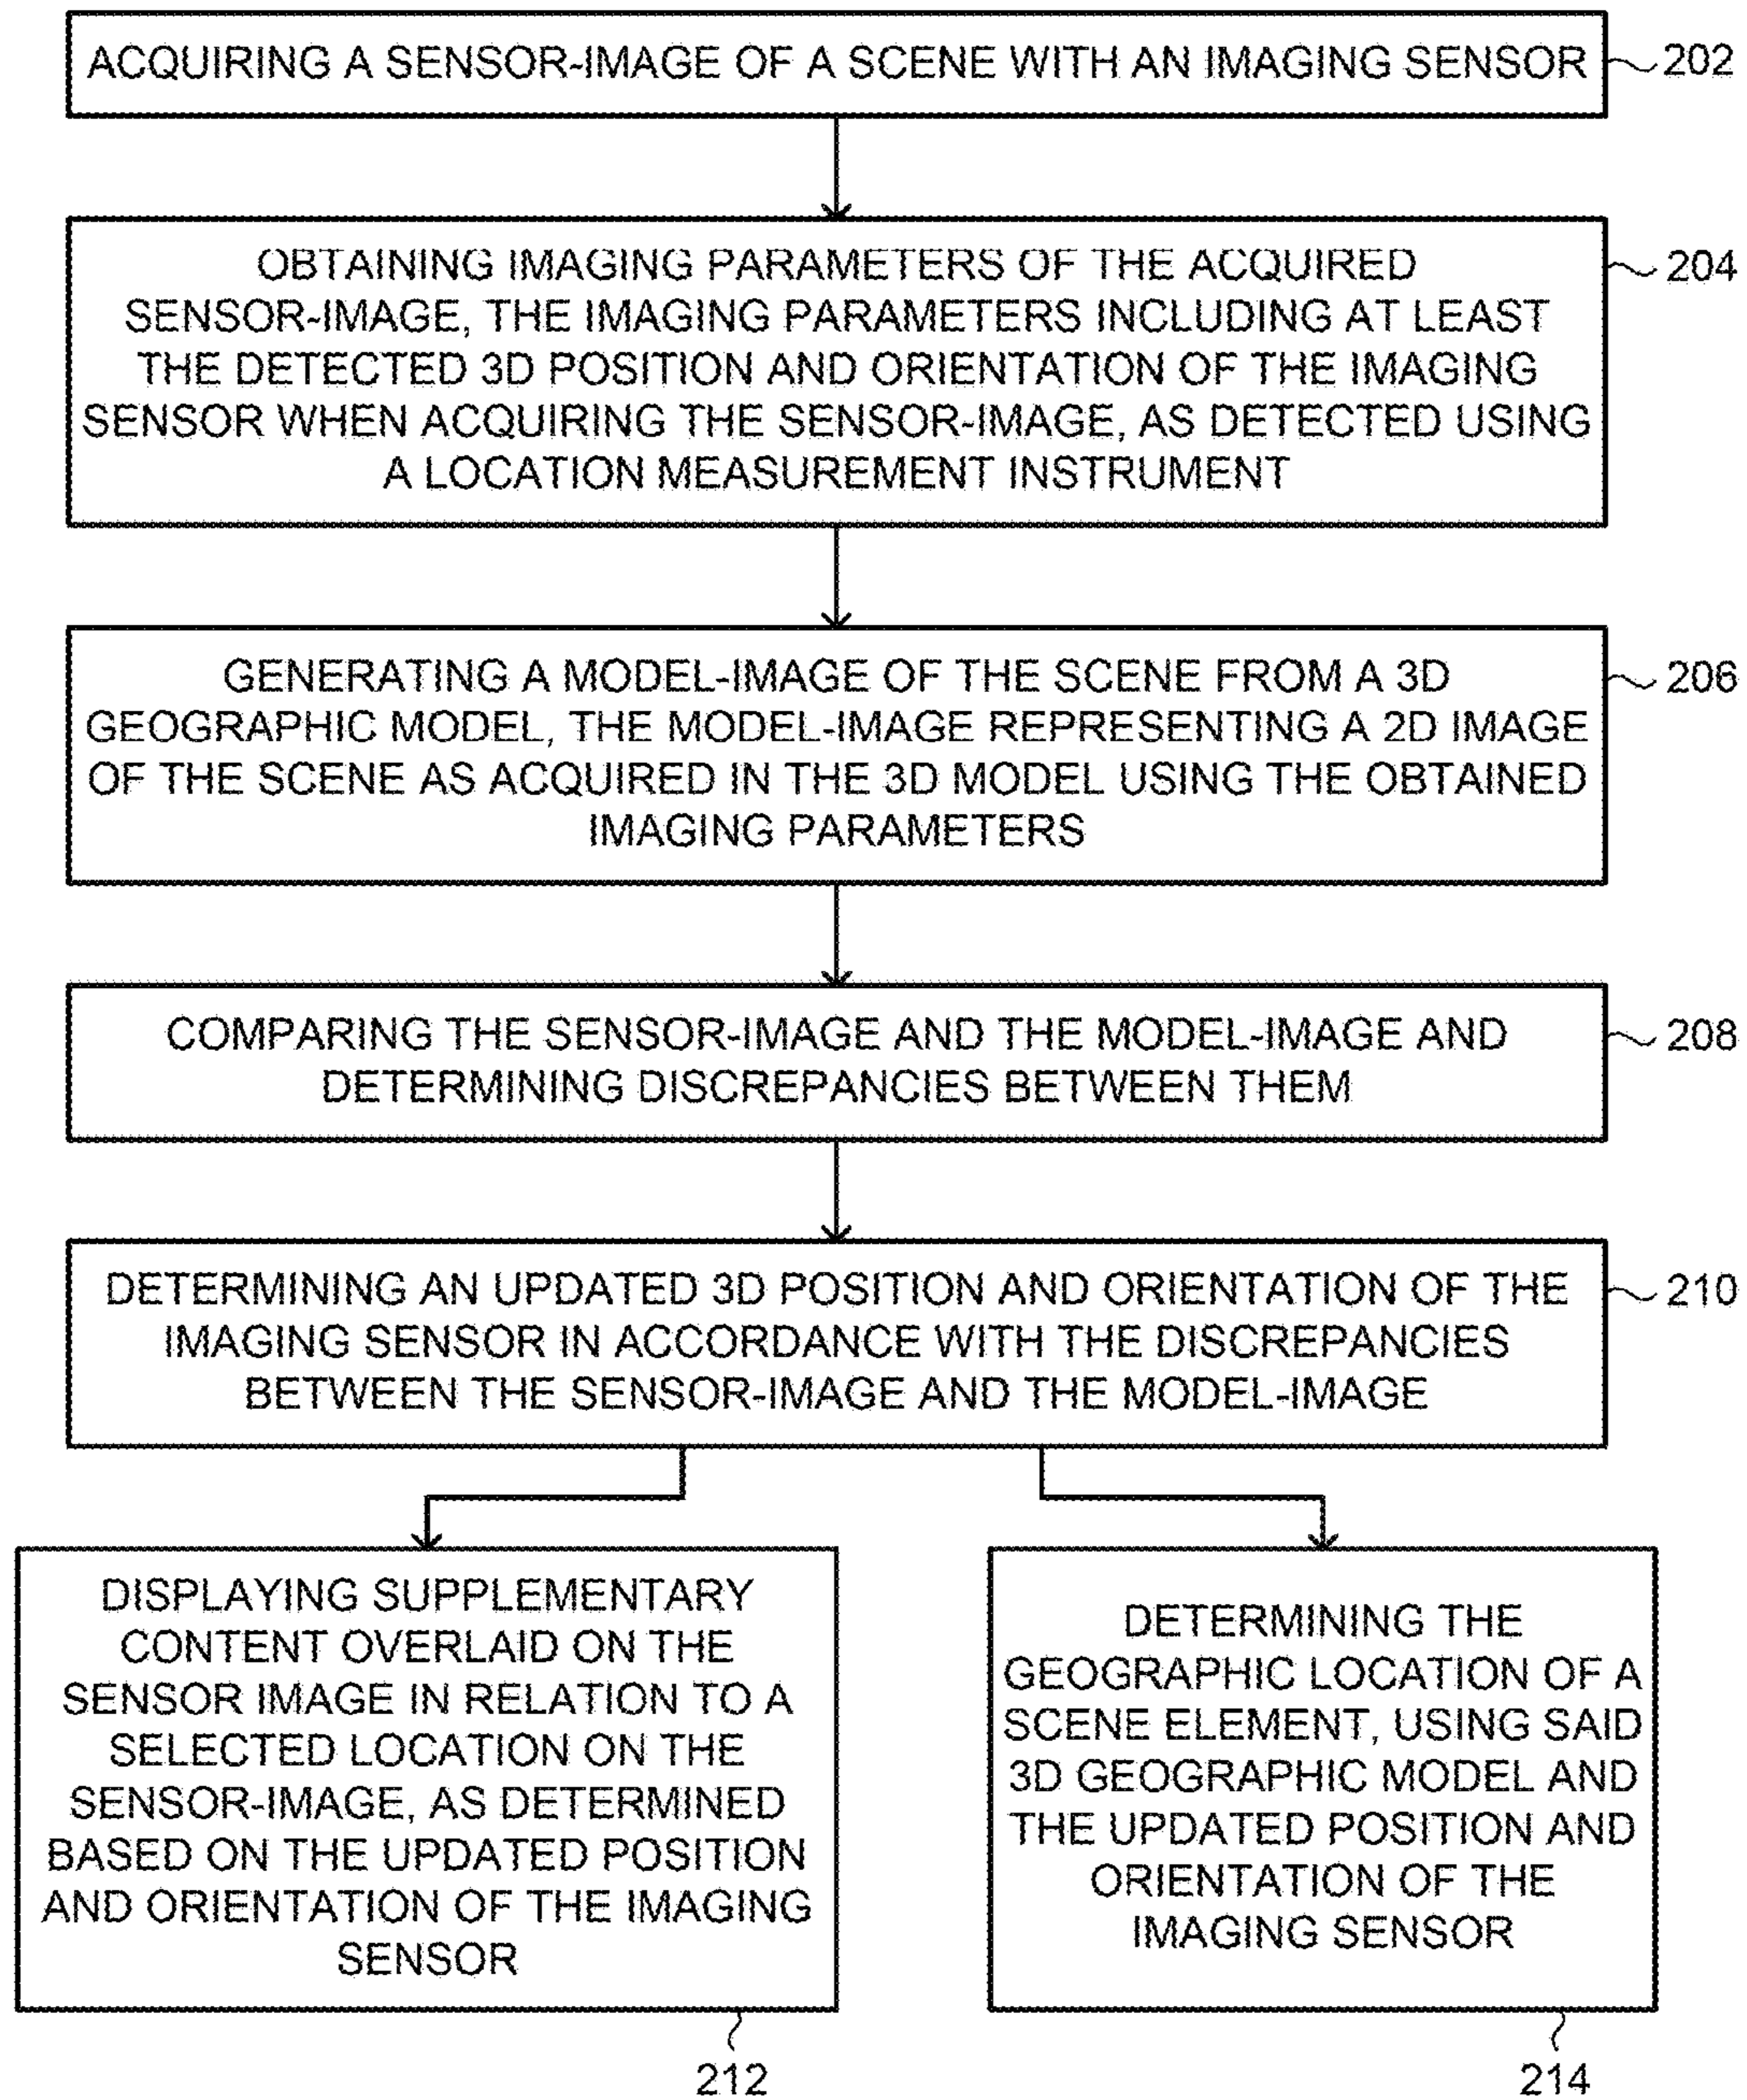 ACQUIRING A SENSOR-IMAGE OF A SCENE WITH AN IMAGING SENSOR
202
OBTAINING IMAGING PARAMETERS OF THE ACQUIRED
SENSOR-IMAGE, THE IMAGING PARAMETERS INCLUDING AT LEAST
THE DETECTED 3D POSITION AND ORIENTATION OF THE IMAGING
SENSOR WHEN ACQUIRING THE SENSOR-IMAGE, AS DETECTED USING
A LOCATION MEASUREMENT INSTRUMENT
204
GENERATING A MODEL-IMAGE OF THE SCENE FROM A 3D
GEOGRAPHIC MODEL, THE MODEL-IMAGE REPRESENTING A 2D IMAGE
OF THE SCENE AS ACQUIRED IN THE 3D MODEL USING THE OBTAINED
IMAGING PARAMETERS
206
COMPARING THE SENSOR-IMAGE AND THE MODEL-IMAGE AND
DETERMINING DISCREPANCIES BETWEEN THEM
208
DETERMINING AN UPDATED 3D POSITION AND ORIENTATION OF THE
IMAGING SENSOR IN ACCORDANCE WITH THE DISCREPANCIES
BETWEEN THE SENSOR-IMAGE AND THE MODEL-IMAGE
210
DISPLAYING SUPPLEMENTARY
CONTENT OVERLAID ON THE
SENSOR IMAGE IN RELATION TO A
SELECTED LOCATION ON THE
SENSOR-IMAGE, AS DETERMINED
BASED ON THE UPDATED POSITION
AND ORIENTATION OF THE IMAGING
SENSOR
212
DETERMINING THE
GEOGRAPHIC LOCATION OF A
SCENE ELEMENT, USING SAID
3D GEOGRAPHIC MODEL AND
THE UPDATED POSITION AND
ORIENTATION OF THE
IMAGING SENSOR
214